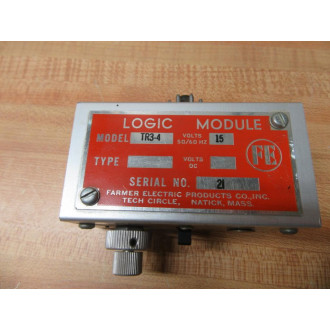 LOGIC MODULE
MODEL TR3-4 VOLTS 50/60 HZ 15
TYPE VOLTS DC
FE
SERIAL NO. 21
FARMER ELECTRIC PRODUCTS CO., INC.
TECH CIRCLE, NATICK, MASS.